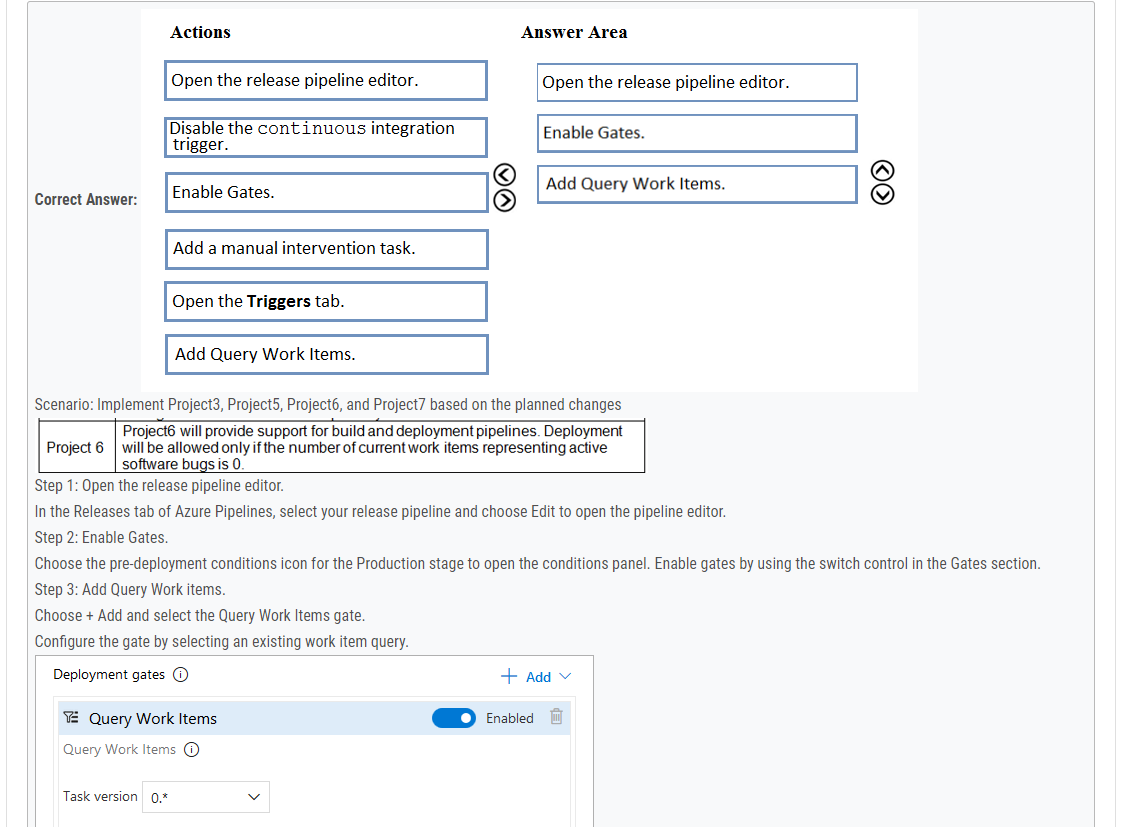 Actions
Answer Area
Open the release pipeline editor.
Disable the continuous integration
trigger.
Enable Gates.
Add a manual intervention task.
Open the Triggers tab.
Add Query Work Items.
Open the release pipeline editor.
Enable Gates.
Add Query Work Items.
Correct Answer:
Scenario: Implement Project3, Project5, Project6, and Project7 based on the planned changes
Project 6
Project6 will provide support for build and deployment pipelines. Deployment
will be allowed only if the number of current work items representing active
software bugs is 0.
Step 1: Open the release pipeline editor.
In the Releases tab of Azure Pipelines, select your release pipeline and choose Edit to open the pipeline editor.
Step 2: Enable Gates.
Choose the pre-deployment conditions icon for the Production stage to open the conditions panel. Enable gates by using the switch control in the Gates section.
Step 3: Add Query Work items.
Choose + Add and select the Query Work Items gate.
Configure the gate by selecting an existing work item query.
Deployment gates
+ Add
Query Work Items
Enabled
Query Work Items
Task version
0.*